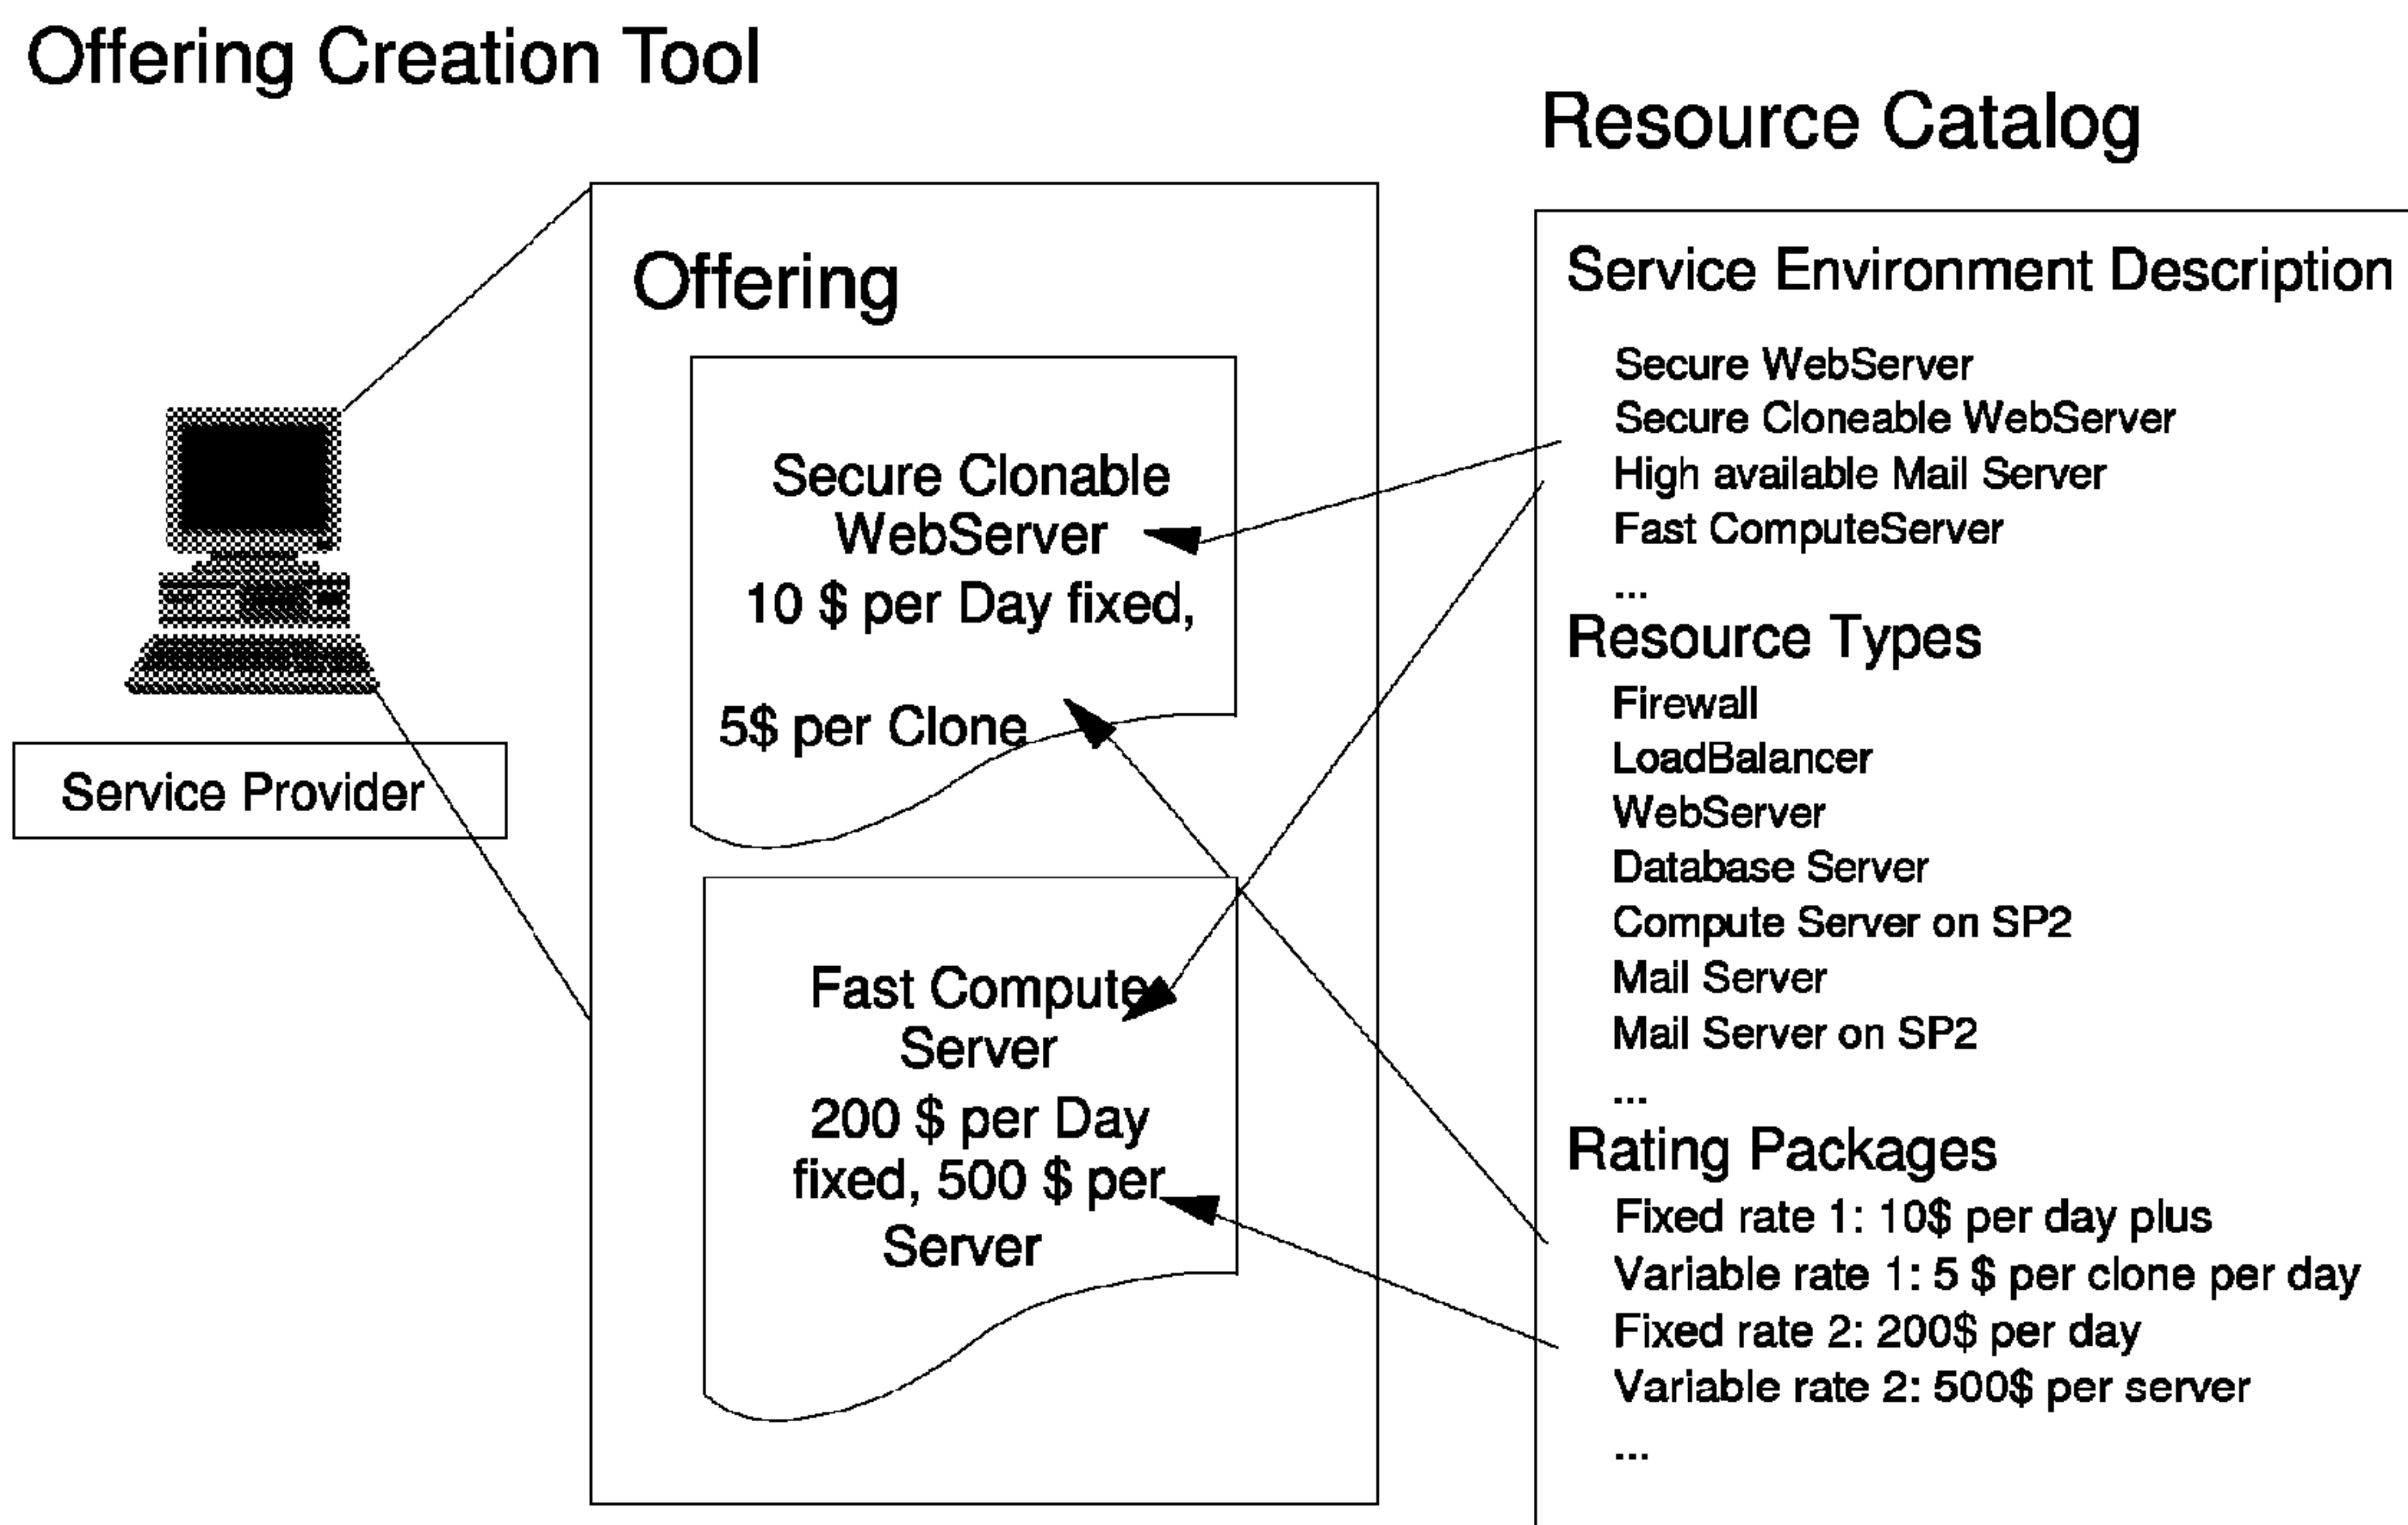 Offering Creation Tool
Resource Catalog
Service Provider
Offering
Secure Clonable
WebServer
10 $ per Day fixed,
5$ per Clone
Fast Compute
Server
200 $ per Day
fixed, 500 $ per
Server
Service Environment Description
Secure WebServer
Secure Cloneable WebServer
High available Mail Server
Fast ComputeServer
...
Resource Types
Firewall
LoadBalancer
WebServer
Database Server
Compute Server on SP2
Mail Server
Mail Server on SP2
...
Rating Packages
Fixed rate 1: 10$ per day plus
Variable rate 1: 5 $ per clone per day
Fixed rate 2: 200$ per day
Variable rate 2: 500$ per server
...